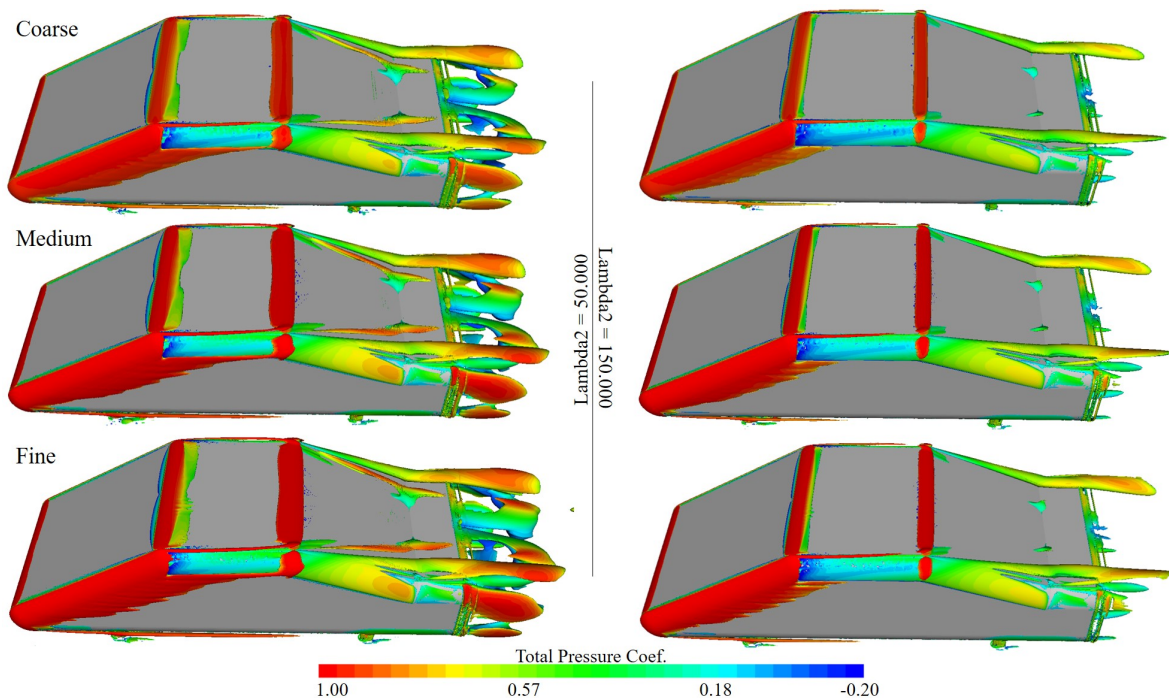 Coarse
Medium
Lambda2 = 50.000
Lambda2 = 150.000
Fine
Total Pressure Coef.
1.00 0.57 0.18 -0.20